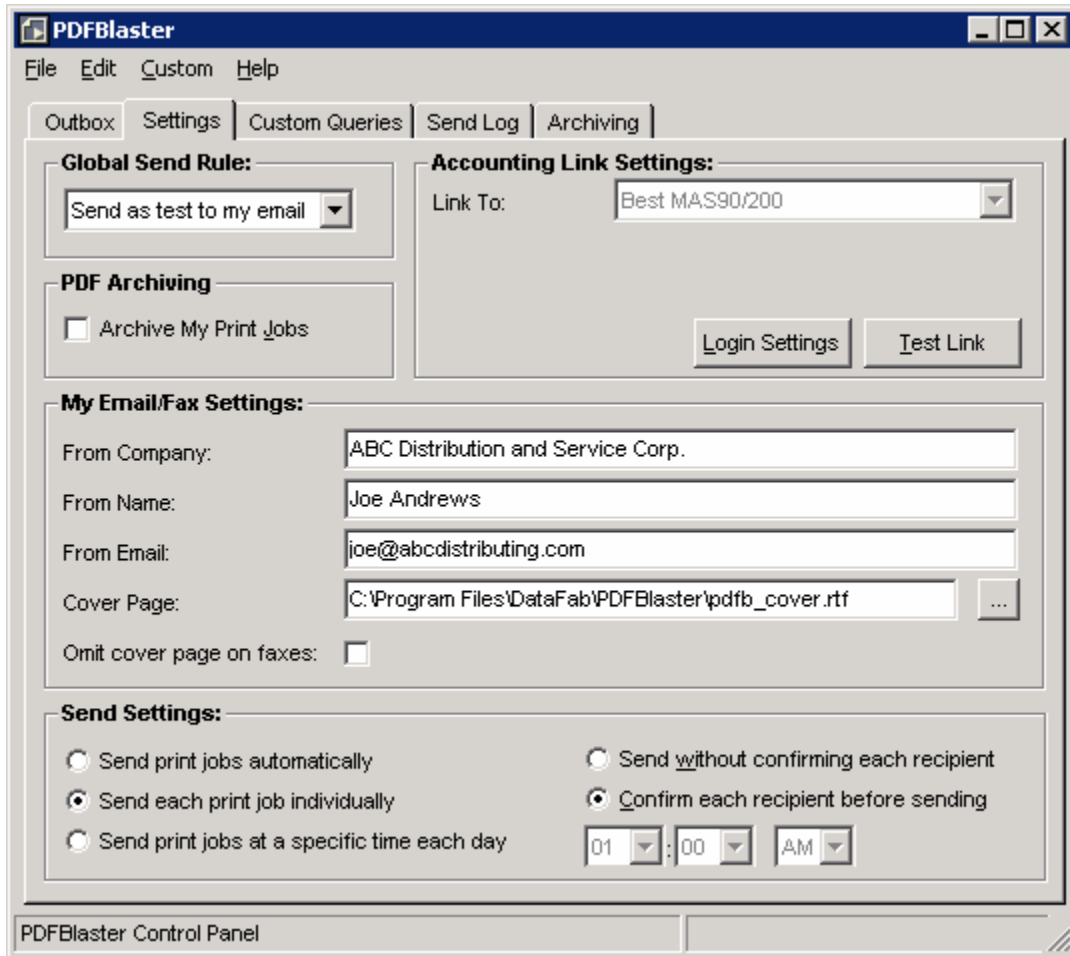 PDFBlaster
File Edit Custom Help
Outbox Settings Custom Queries Send Log Archiving
Global Send Rule:
Send as test to my email
Accounting Link Settings:
Link To: Best MAS90/200
PDF Archiving
Archive My Print Jobs
Login Settings Test Link
My Email/Fax Settings:
From Company: ABC Distribution and Service Corp.
From Name: Joe Andrews
From Email: joe@abcdistributing.com
Cover Page: C:\Program Files\DataFab\PDFBlaster\pdfb_cover.rtf ...
Omit cover page on faxes:
Send Settings:
Send print jobs automatically Send without confirming each recipient
Send each print job individually Confirm each recipient before sending
Send print jobs at a specific time each day 01 : 00 AM
PDFBlaster Control Panel